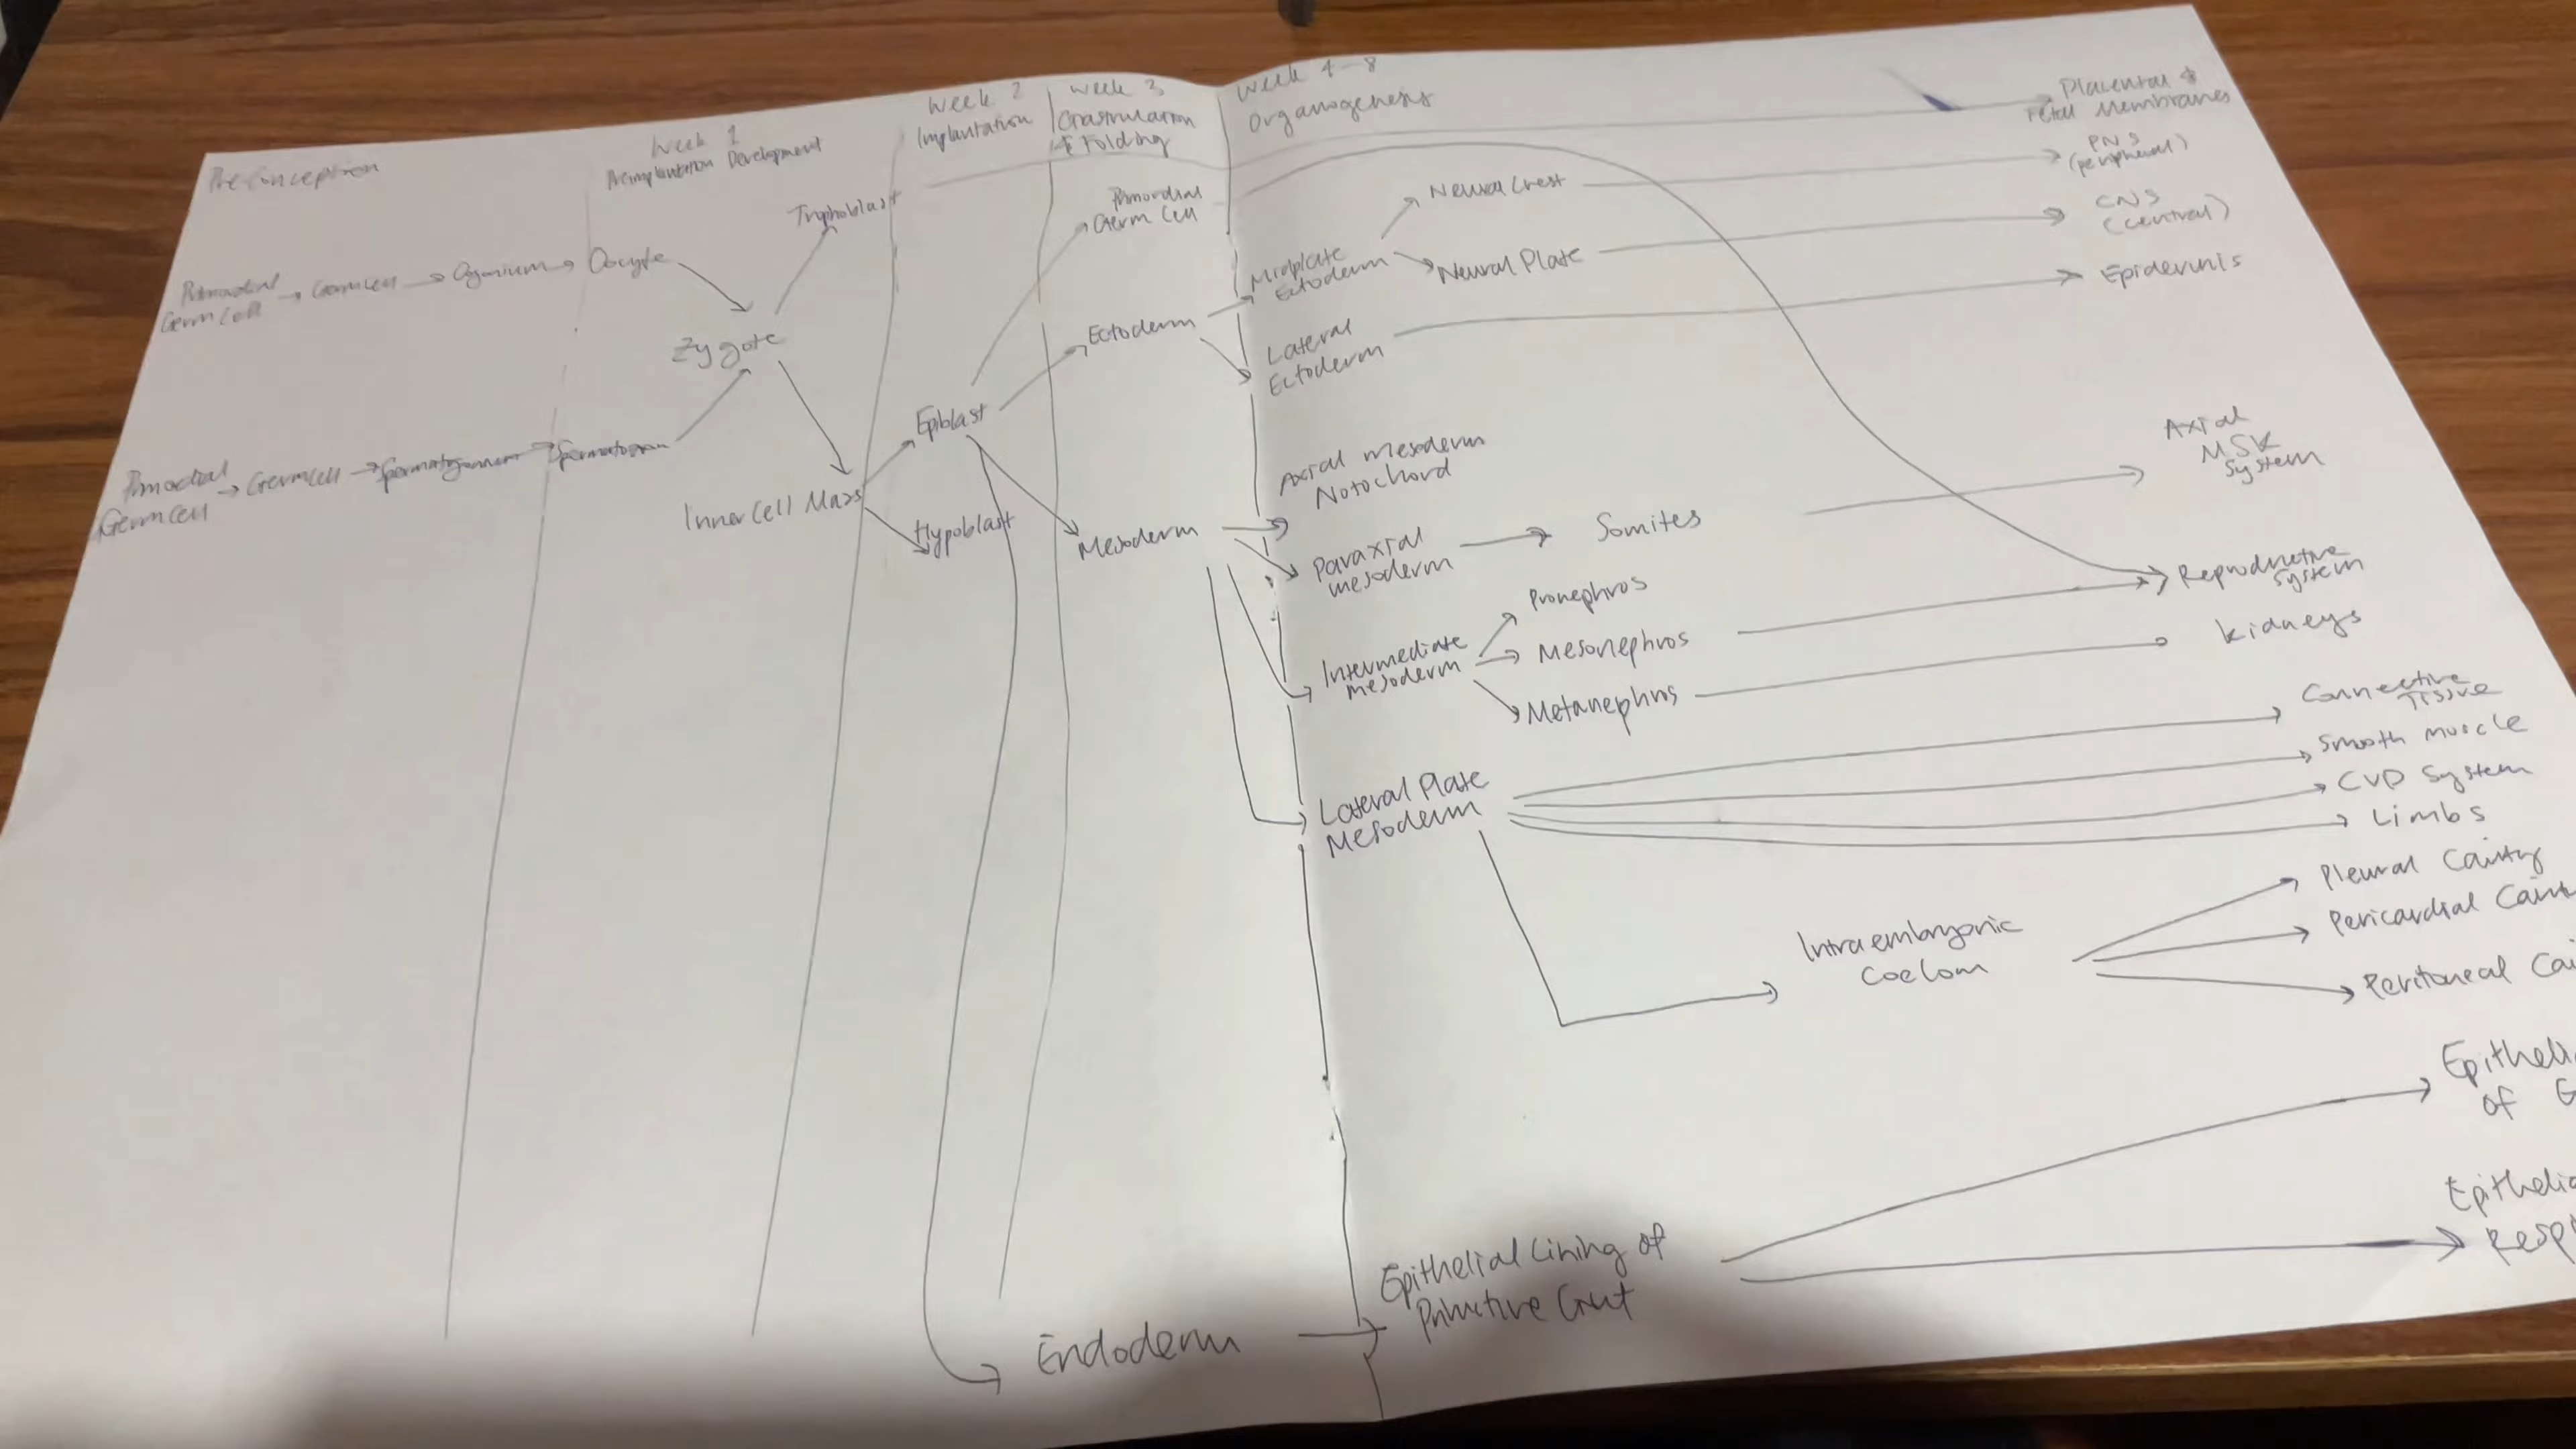 Preconception
Week 1
Preimplantation Development
Week 2
Implantation
Week 3
Gastrulation
& Folding
Week 4-8
Organogenesis
Primordial
Germ Cell
Germ Cell
Oogonium
Oocyte
Primordial
Germ Cell
Germ Cell
Spermatogonium
Zygote
Trophoblast
Inner Cell Mass
Epiblast
Hypoblast
Primordial
Germ Cell
Ectoderm
Mesoderm
Endoderm
Midplate
Ectoderm
Neural Crest
Neural Plate
Lateral
Ectoderm
Axial Mesoderm
Notochord
Paraxial
mesoderm
Somites
Intermediate
mesoderm
Pronephros
Mesonephros
Metanephros
Lateral Plate
Mesoderm
Intraembryonic
Coelom
Epithelial Lining of
Primitive Gut
Placental &
Fetal Membranes
PNS
(peripheral)
CNS
(central)
Epidermis
Axial
MSK
System
Reproductive
System
Kidneys
Connective
Tissue
Smooth Muscle
CVD System
Limbs
Pleural Cavity
Pericardial
Peritoneal
of